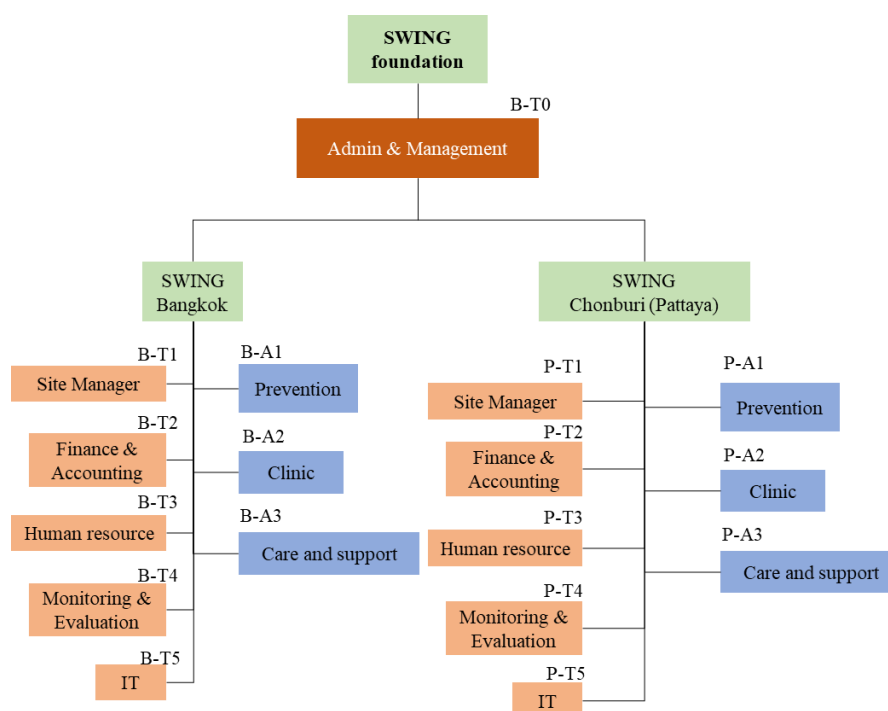 SWING
foundation
B-T0
Admin & Management
SWING
Bangkok
B-T1
Site Manager
B-T2
Finance &
Accounting
B-T3
Human resource
B-T4
Monitoring &
Evaluation
B-T5
IT
B-A1
Prevention
B-A2
Clinic
B-A3
Care and support
SWING
Chonburi (Pattaya)
P-T1
Site Manager
P-T2
Finance &
Accounting
P-T3
Human resource
P-T4
Monitoring &
Evaluation
P-T5
IT
P-A1
Prevention
P-A2
Clinic
P-A3
Care and support